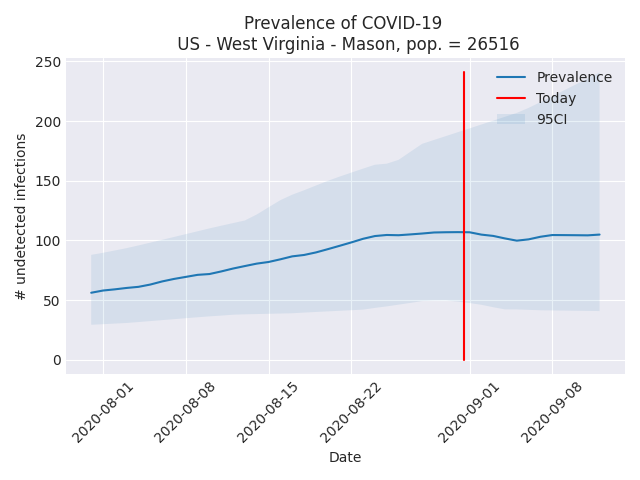 Prevalence of COVID-19
US - West Virginia - Mason, pop. = 26516
250
200
150
100
50
0
# undetected infections
Prevalence
Today
95CI
2020-08-01
2020-08-08
2020-08-15
2020-08-22
2020-09-01
2020-09-08
Date